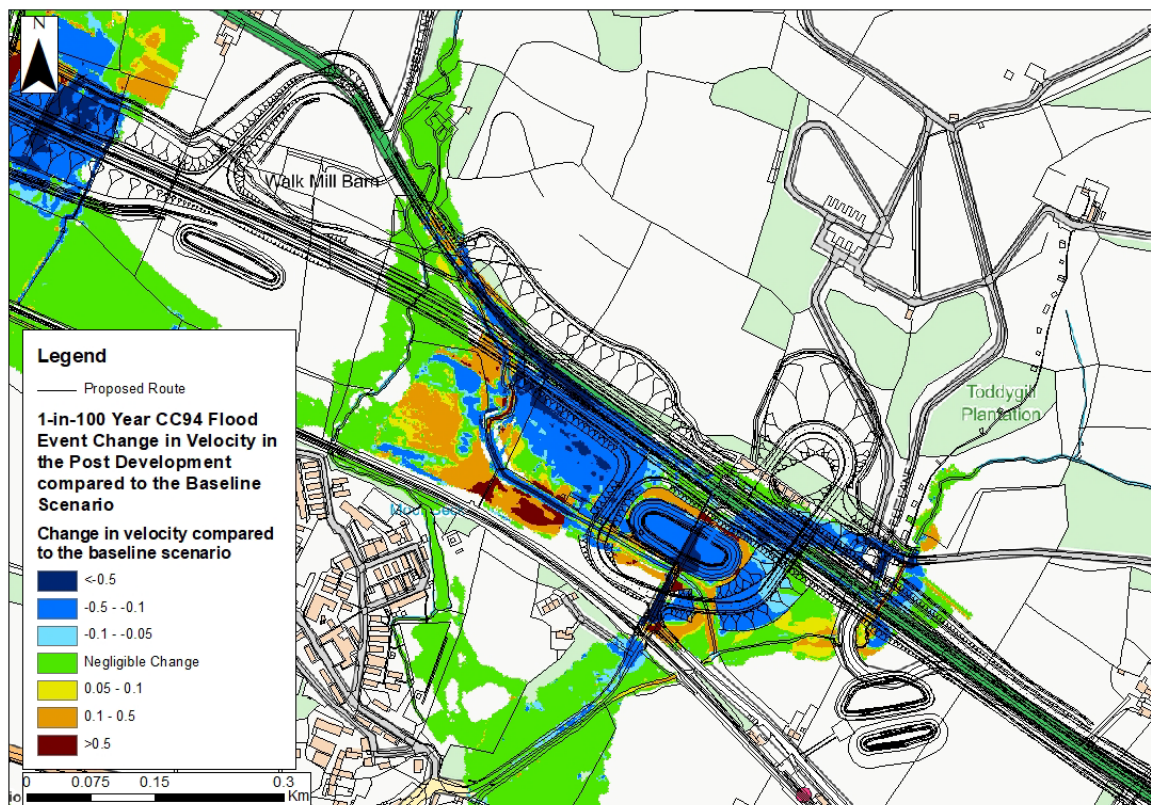 N
Walk Mill Barn
Toddygill
Plantation
Legend
Proposed Route
1-in-100 Year CC94 Flood
Event Change in Velocity in
the Post Development
compared to the Baseline
Scenario
Change in velocity compared
to the baseline scenario
<-0.5
-0.5 - -0.1
-0.1 - -0.05
Negligible Change
0.05 - 0.1
0.1 - 0.5
>0.5
0 0.075 0.15 0.3
Km